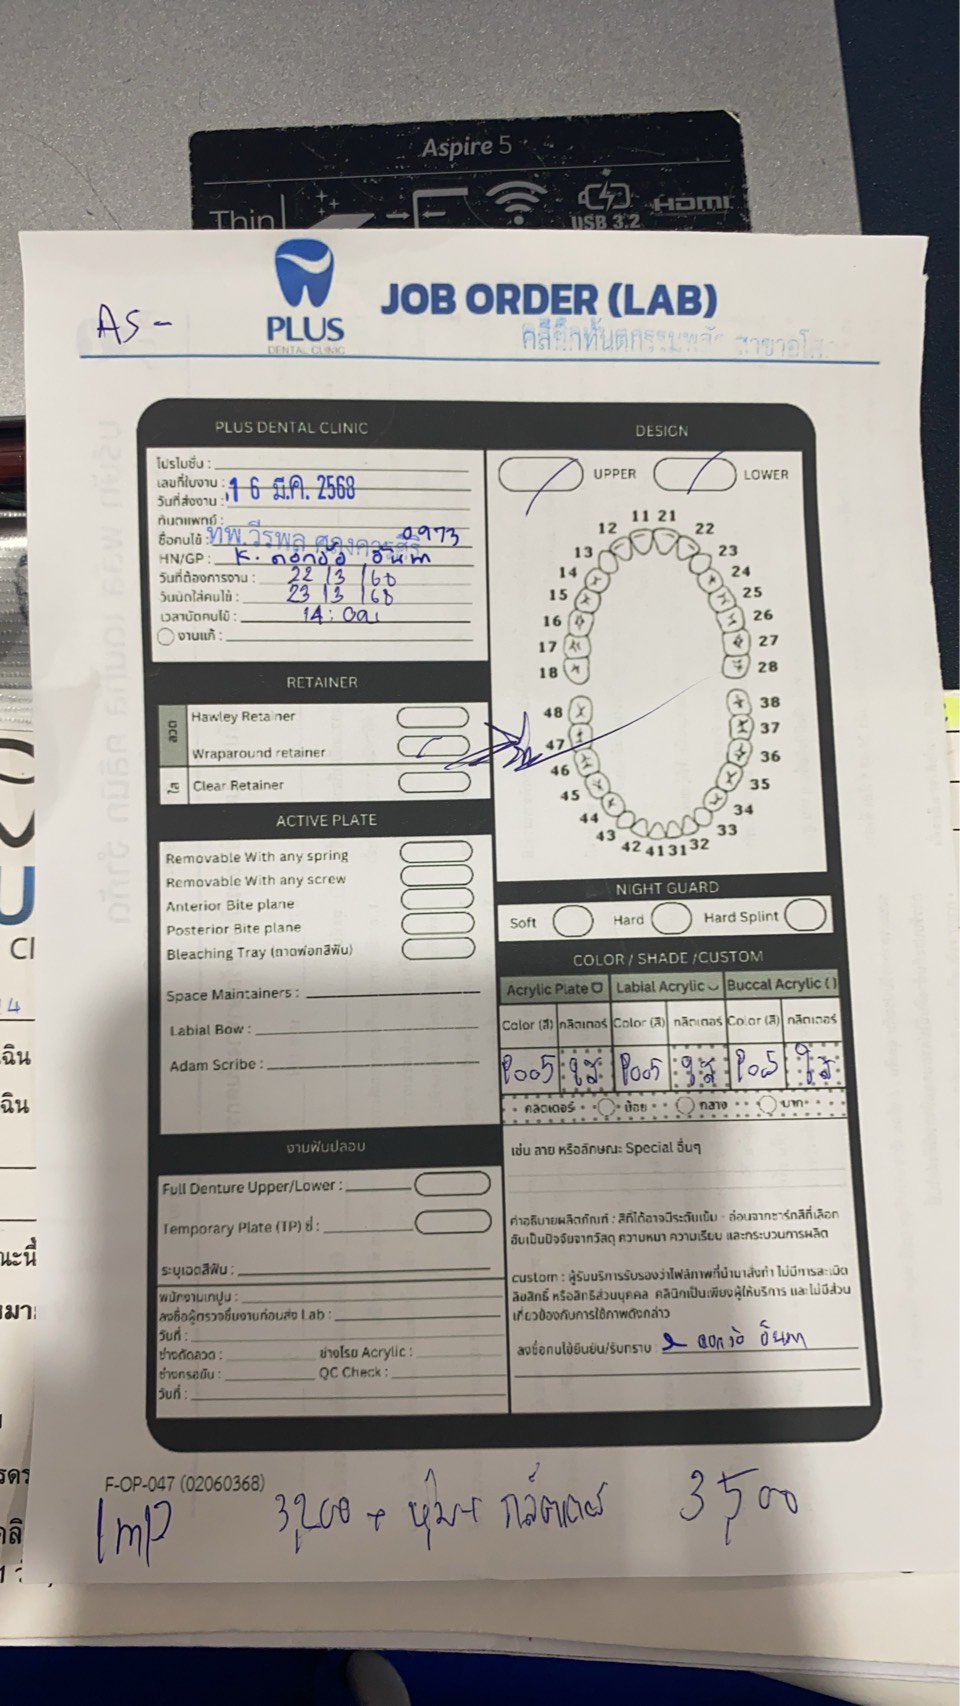 Aspire 5
Thin
USB 3.2
HDMI
AS -
PLUS
DENTAL CLINIC
JOB ORDER (LAB)
คลินิกทันตกรรมพลัส สาขาอโศก
PLUS DENTAL CLINIC
โปรโมชั่น :
เลขที่ใบงาน :
วันที่ส่งงาน : 16 มี.ค. 2568
ทันตแพทย์ :
ชื่อคนไข้ : ทพ.วีรพล 0973
HN/GP : K.
วันที่ต้องการงาน : 22/3/68
วันนัดใส่คนไข้ : 23/3/68
เวลานัดคนไข้ : 14:00
งานแก้ :
RETAINER
ลวด
Hawley Retainer
Wraparound retainer
ใส
Clear Retainer
ACTIVE PLATE
Removable With any spring
Removable With any screw
Anterior Bite plane
Posterior Bite plane
Bleaching Tray (ถาดฟอกสีฟัน)
Space Maintainers :
Labial Bow :
Adam Scribe :
งานฟันปลอม
Full Denture Upper/Lower :
Temporary Plate (TP) ซี่ :
ระบุเฉดสีฟัน :
พนักงานเทปูน :
ลงชื่อผู้ตรวจชิ้นงานก่อนส่ง Lab :
วันที่ :
ช่างดัดลวด :
ช่างโรย Acrylic :
ช่างกรอขัด :
QC Check :
วันที่ :
DESIGN
UPPER
LOWER
11 21
12 22
13 23
14 24
15 25
16 26
17 27
18 28
48 38
47 37
46 36
45 35
44 34
43 33
42 41 31 32
NIGHT GUARD
Soft
Hard
Hard Splint
COLOR / SHADE /CUSTOM
Acrylic Plate
Labial Acrylic
Buccal Acrylic ( )
Color (สี) กลิตเตอร์ Color (สี) กลิตเตอร์ Color (สี) กลิตเตอร์
P005 ใส P005 ใส P005 ใส
กลิตเตอร์
น้อย
กลาง
มาก
เช่น ลาย หรือลักษณะ Special อื่นๆ
คำอธิบายผลิตภัณฑ์ : สีที่ได้อาจมีระดับเข้ม - อ่อนจากชาร์ทสีที่เลือก
อันเป็นปัจจัยจากวัสดุ ความหนา ความเรียบ และกระบวนการผลิต
custom : ผู้รับบริการรับรองว่าไฟล์ภาพที่นำมาสั่งทำ ไม่มีการละเมิด
ลิขสิทธิ์ หรือสิทธิส่วนบุคคล คลินิกเป็นเพียงผู้ให้บริการ และไม่มีส่วน
เกี่ยวข้องกับการใช้ภาพดังกล่าว
ลงชื่อคนไข้ยืนยัน/รับทราบ :
F-OP-047 (02060368)
Imp 3,200 + กลิตเตอร์ 3,500